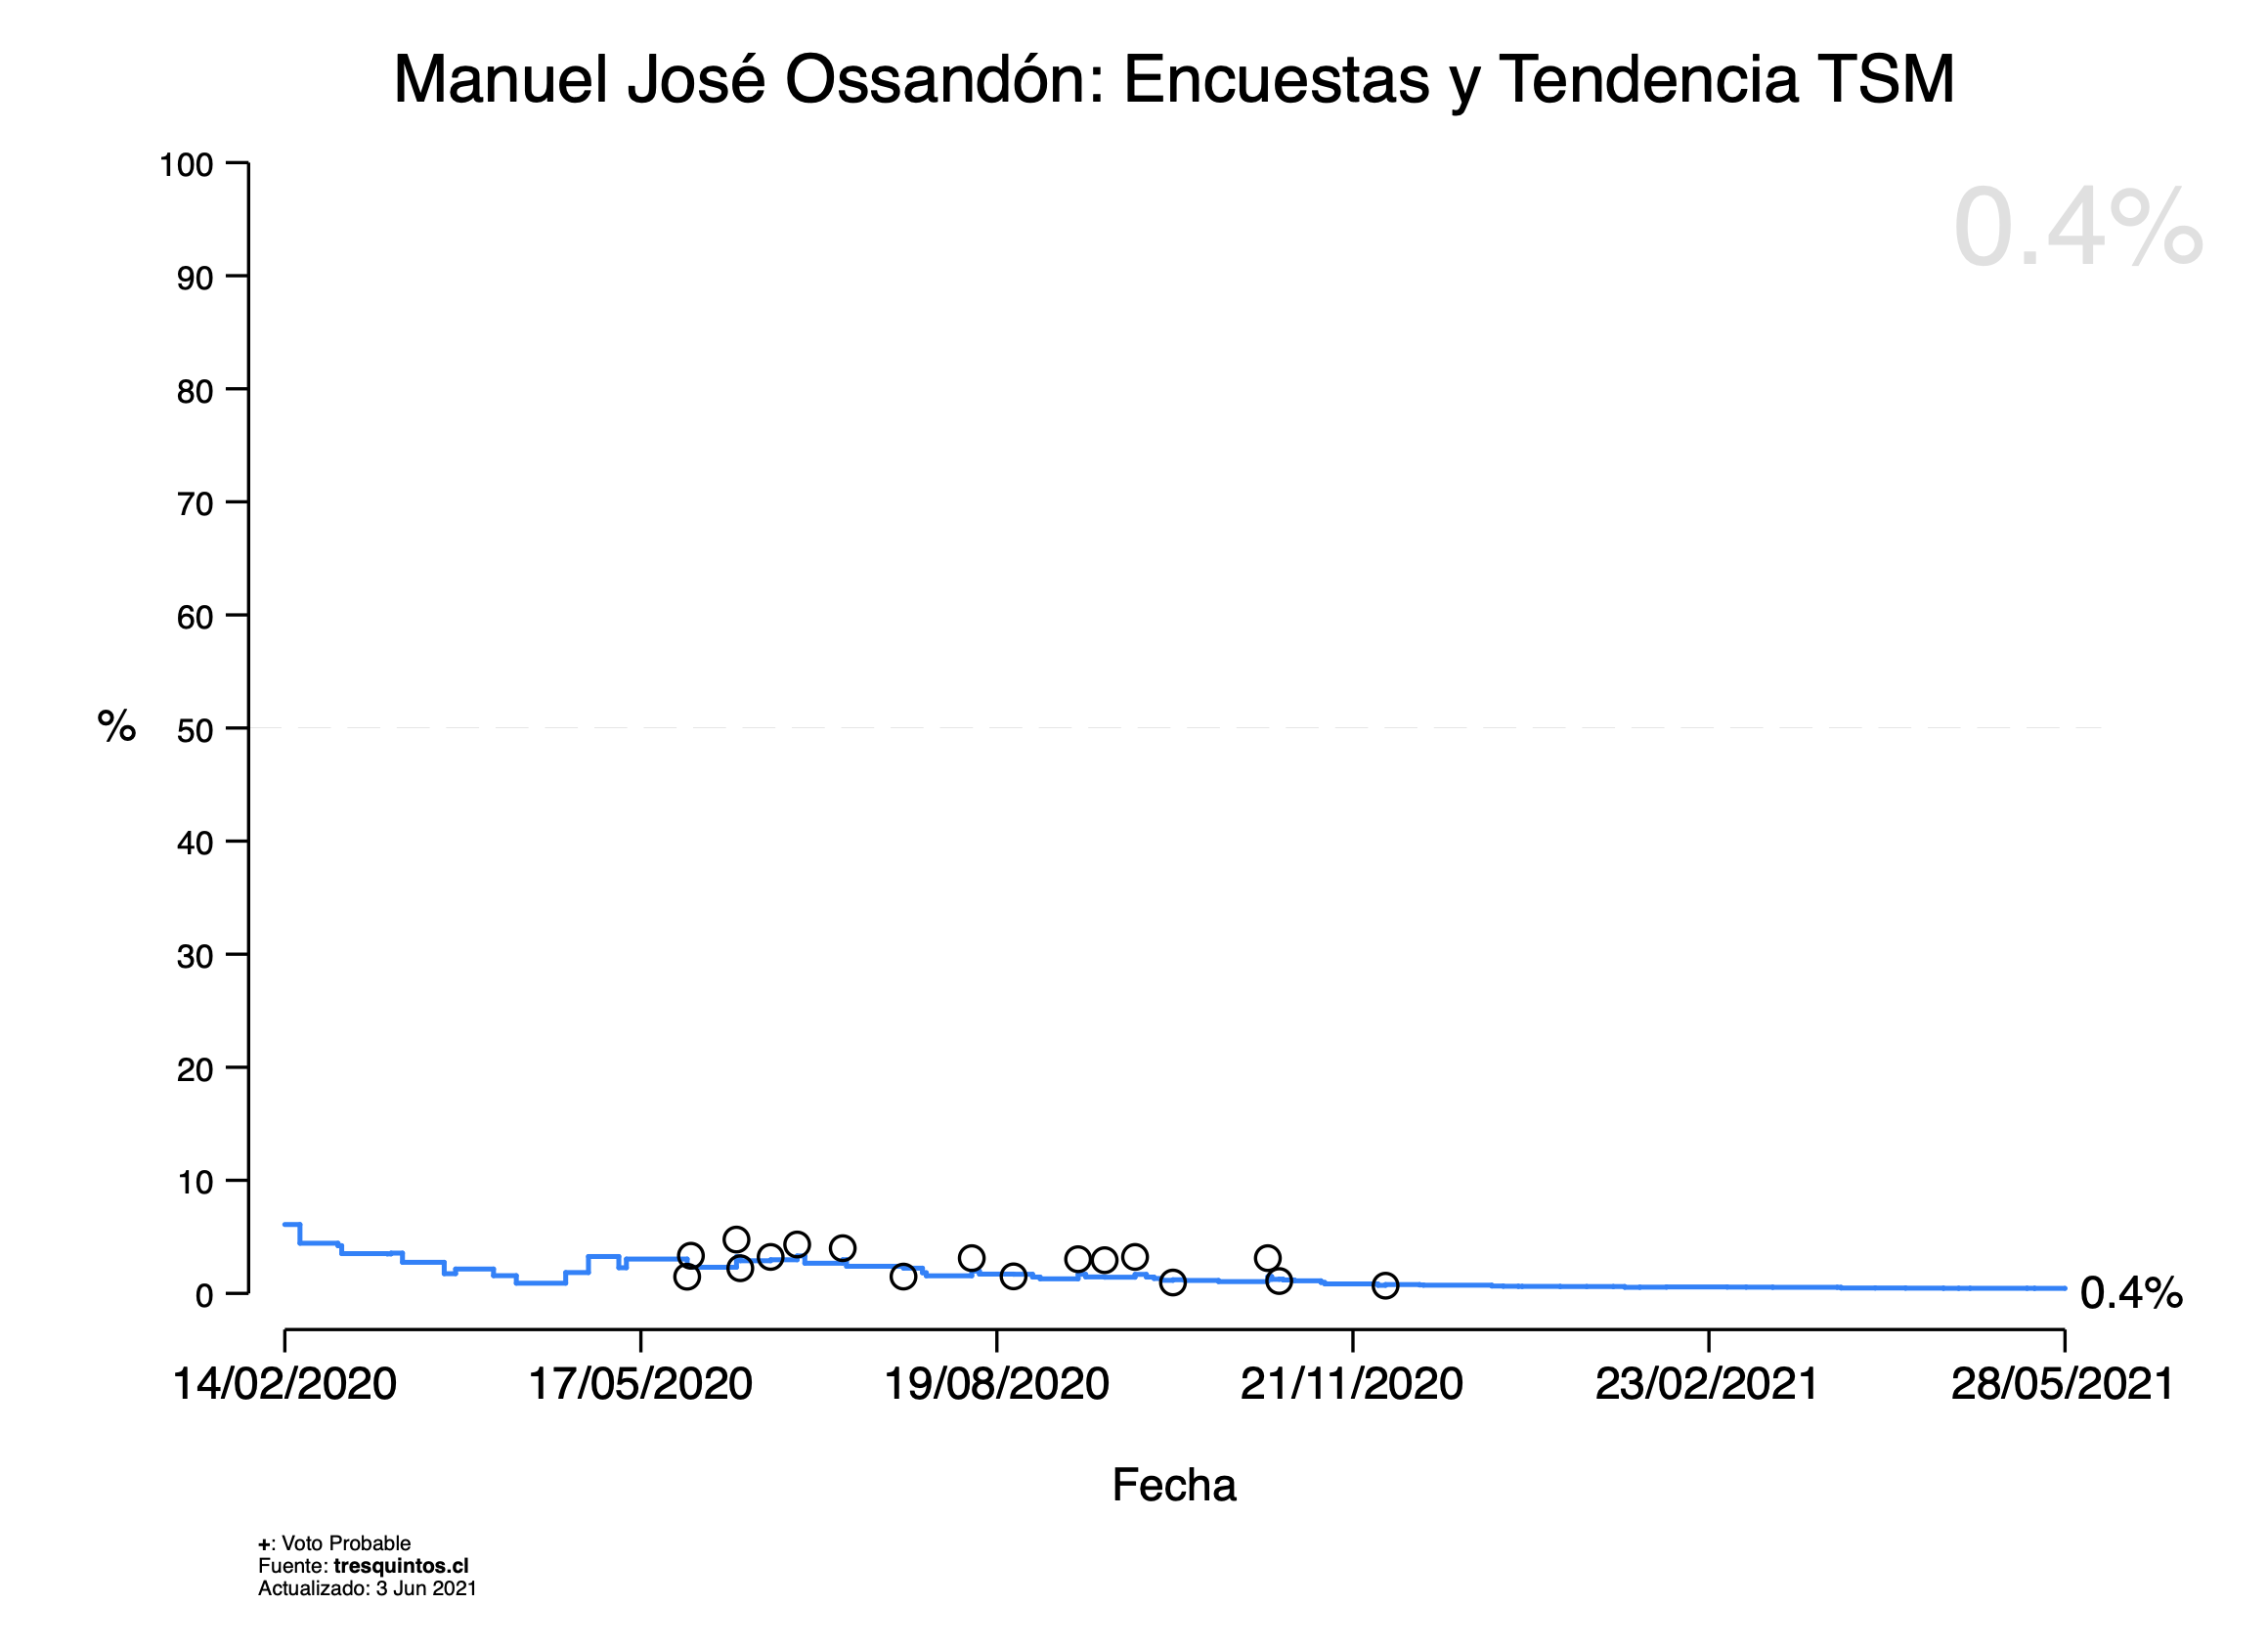 Manuel José Ossandón: Encuestas y Tendencia TSM
0.4%
100
90
80
70
60
50
40
30
20
10
0
%
0.4%
14/02/2020 17/05/2020 19/08/2020 21/11/2020 23/02/2021 28/05/2021
Fecha
+: Voto Probable
Fuente: tresquintos.cl
Actualizado: 3 Jun 2021